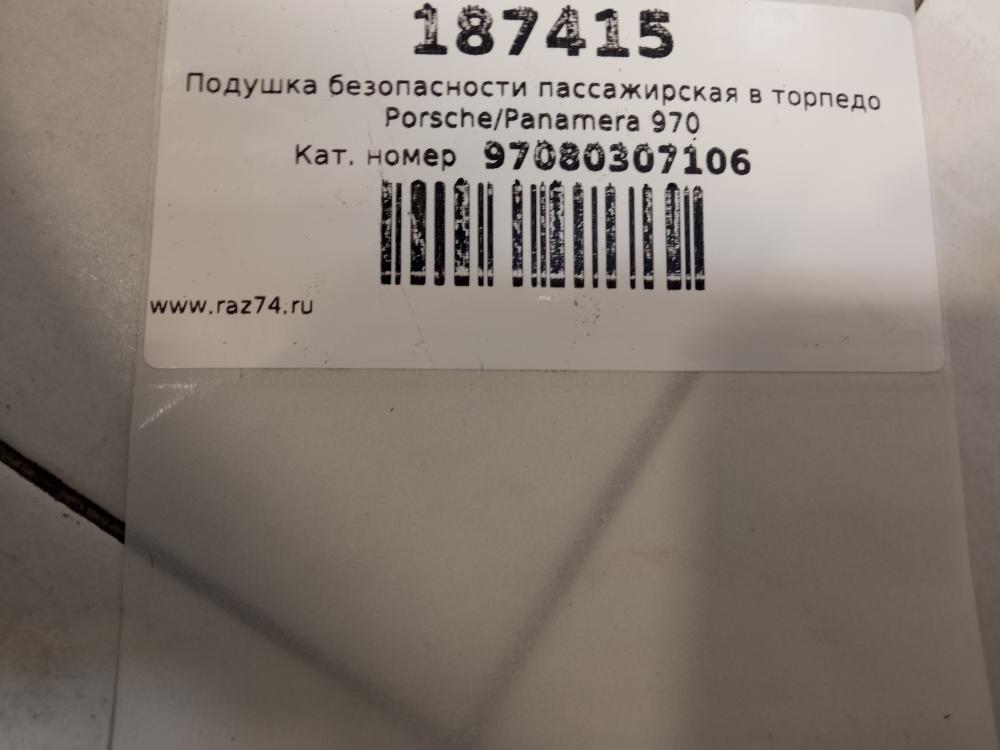 187415
Подушка безопасности пассажирская в торпедо
Porsche/Panamera 970
Кат. номер 97080307106
www.raz74.ru